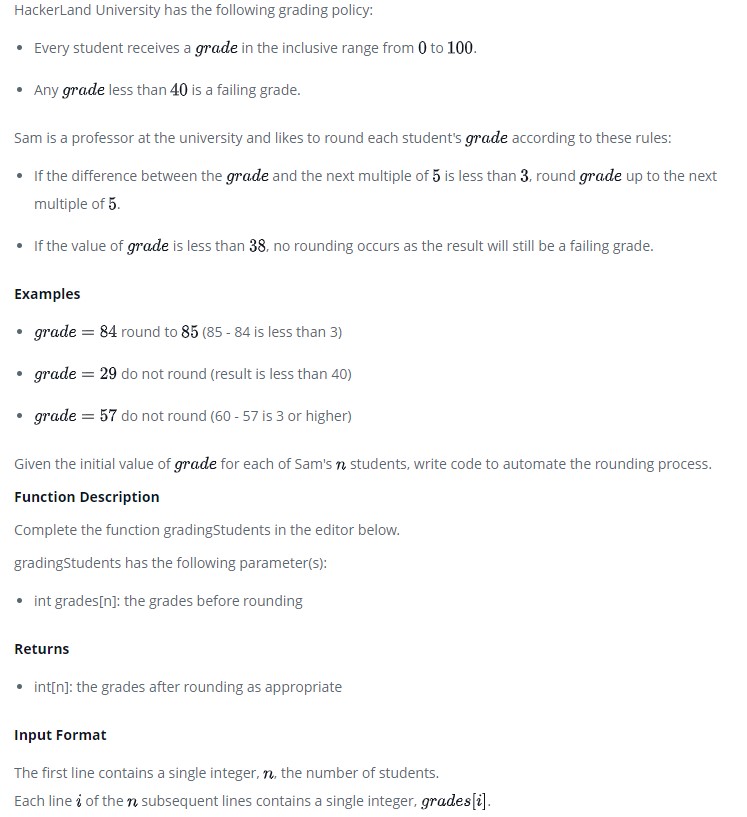 HackerLand University has the following grading policy:
• Every student receives a grade in the inclusive range from 0 to 100.
• Any grade less than 40 is a failing grade.
Sam is a professor at the university and likes to round each student's grade according to these rules:
• If the difference between the grade and the next multiple of 5 is less than 3, round grade up to the next
multiple of 5.
• If the value of grade is less than 38, no rounding occurs as the result will still be a failing grade.
Examples
• grade = 84 round to 85 (85 - 84 is less than 3)
• grade = 29 do not round (result is less than 40)
• grade = 57 do not round (60 - 57 is 3 or higher)
Given the initial value of grade for each of Sam's n students, write code to automate the rounding process.
Function Description
Complete the function gradingStudents in the editor below.
gradingStudents has the following parameter(s):
• int grades[n]: the grades before rounding
Returns
• int[n]: the grades after rounding as appropriate
Input Format
The first line contains a single integer, n, the number of students.
Each line i of the n subsequent lines contains a single integer, grades[i].